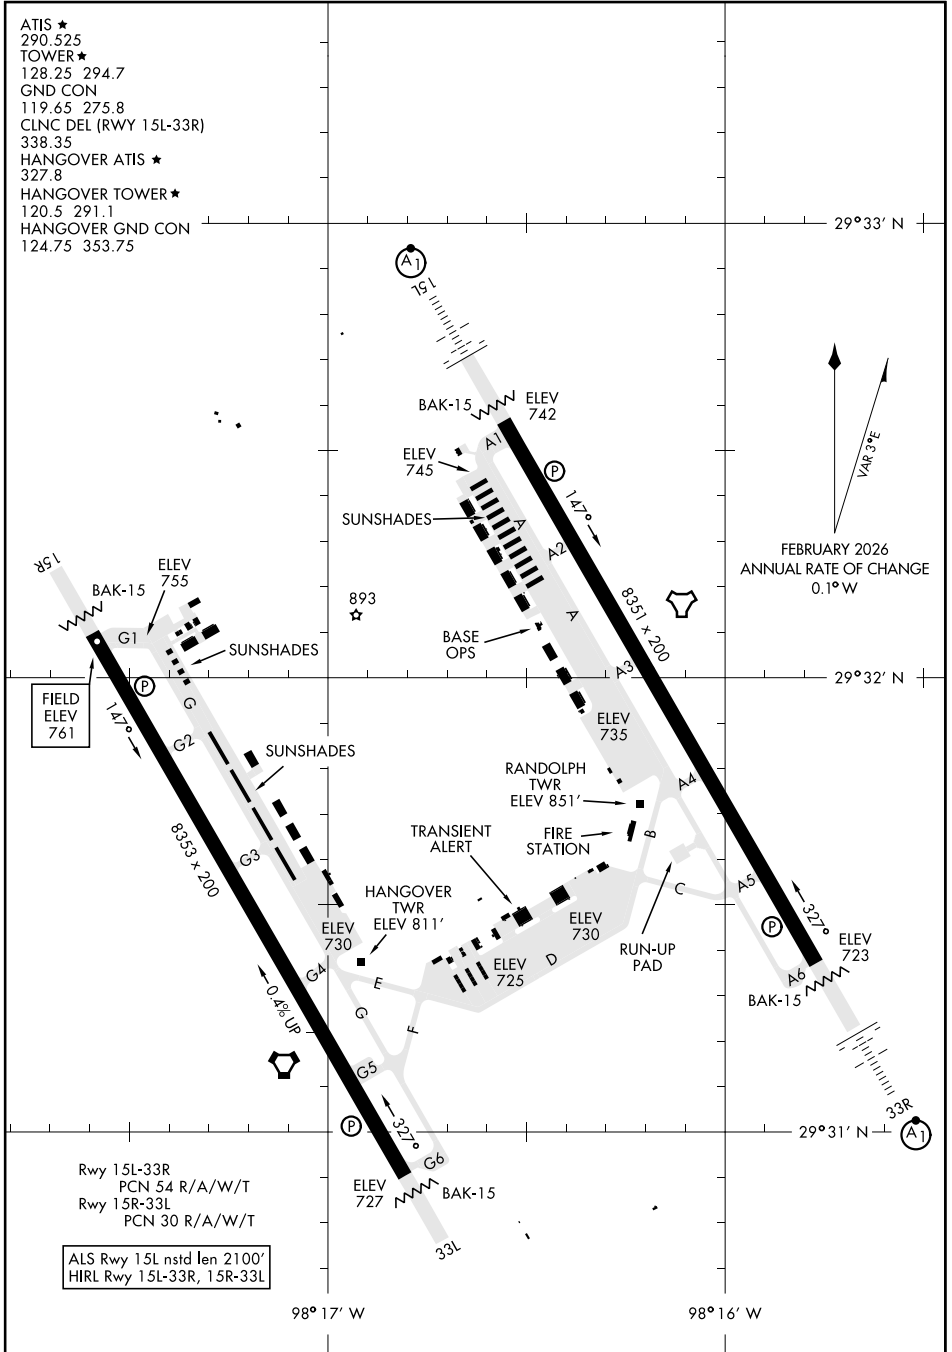 ATIS ★
290.525
TOWER ★
128.25 294.7
GND CON
119.65 275.8
CLNC DEL (RWY 15L-33R)
338.35
HANGOVER ATIS ★
327.8
HANGOVER TOWER ★
120.5 291.1
HANGOVER GND CON
124.75 353.75
29°33' N
A1
15L
BAK-15
ELEV
742
A1
ELEV
745
P
147°
SUNSHADES
A
A2
VAR 3°E
FEBRUARY 2026
ANNUAL RATE OF CHANGE
0.1° W
15R
BAK-15
ELEV
755
893
8351 x 200
A
G1
SUNSHADES
BASE
OPS
A3
29°32' N
P
FIELD
ELEV
761
G
147°
G2
ELEV
735
SUNSHADES
RANDOLPH
TWR
ELEV 851'
A4
TRANSIENT
ALERT
FIRE
STATION
B
8353 x 200
G3
HANGOVER
TWR
ELEV 811'
C
A5
327°
P
ELEV
730
ELEV
730
RUN-UP
PAD
ELEV
723
D
ELEV
725
G4
E
A6
BAK-15
0.4% UP
G
F
G5
33R
P
327°
29°31' N
A1
G6
Rwy 15L-33R
PCN 54 R/A/W/T
Rwy 15R-33L
PCN 30 R/A/W/T
ELEV
727
BAK-15
33L
ALS Rwy 15L nstd len 2100'
HIRL Rwy 15L-33R, 15R-33L
98°17' W
98°16' W